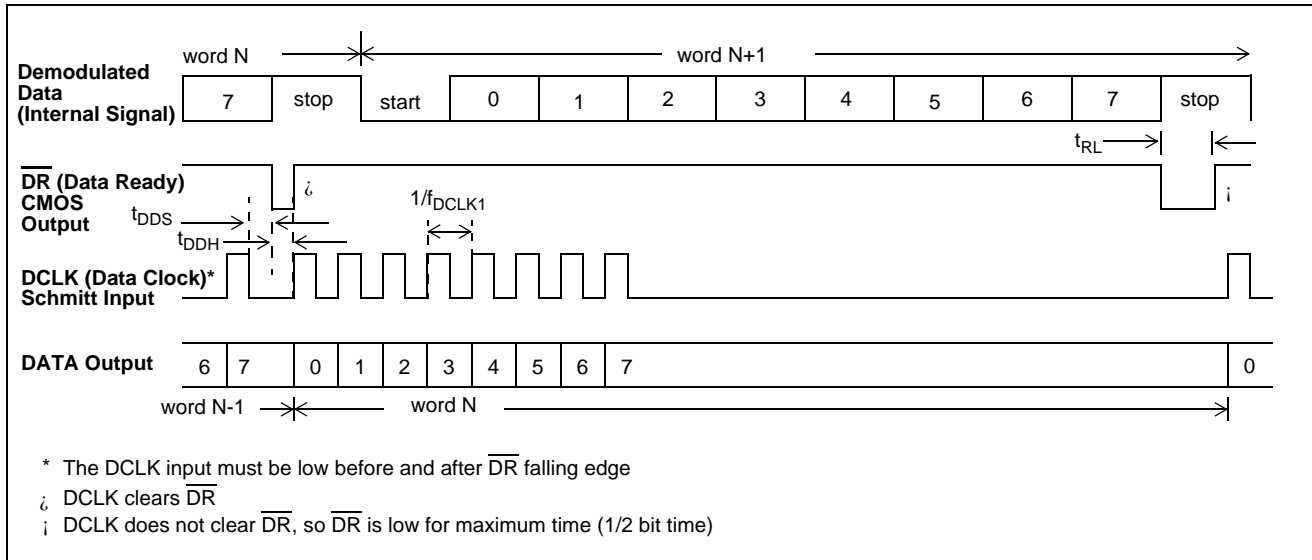 word N word N+1
Demodulated
Data
(Internal Signal)
7 stop start 0 1 2 3 4 5 6 7 stop
tRL
DR (Data Ready)
CMOS
Output
¿
¡
1/fDCLK1
tDDS
tDDH
DCLK (Data Clock)*
Schmitt Input
DATA Output
6 7 0 1 2 3 4 5 6 7 0
word N-1 word N
* The DCLK input must be low before and after DR falling edge
¿ DCLK clears DR
¡ DCLK does not clear DR, so DR is low for maximum time (1/2 bit time)